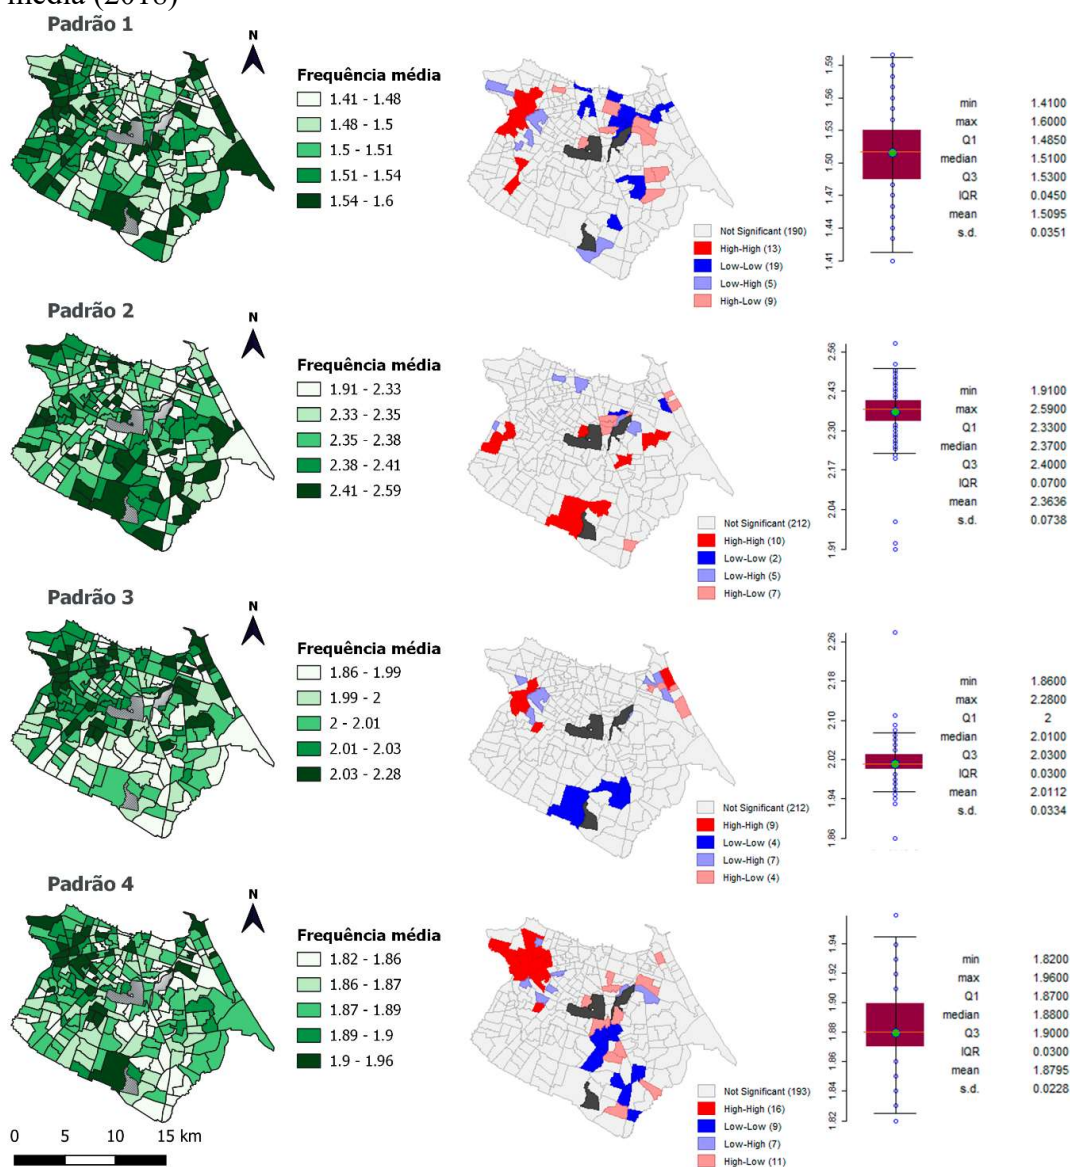 média (2018)
Padrão 1
N
Frequência média
1.41 - 1.48
1.48 - 1.5
1.5 - 1.51
1.51 - 1.54
1.54 - 1.6
Not Significant (190)
High-High (13)
Low-Low (19)
Low-High (5)
High-Low (9)
1.59
1.56
1.53
1.50
1.47
1.44
1.41
min 1.4100
max 1.6000
Q1 1.4850
median 1.5100
Q3 1.5300
IQR 0.0450
mean 1.5095
s.d. 0.0351
Padrão 2
N
Frequência média
1.91 - 2.33
2.33 - 2.35
2.35 - 2.38
2.38 - 2.41
2.41 - 2.59
Not Significant (212)
High-High (10)
Low-Low (2)
Low-High (5)
High-Low (7)
2.56
2.43
2.30
2.17
2.04
1.91
min 1.9100
max 2.5900
Q1 2.3300
median 2.3700
Q3 2.4000
IQR 0.0700
mean 2.3636
s.d. 0.0738
Padrão 3
N
Frequência média
1.86 - 1.99
1.99 - 2
2 - 2.01
2.01 - 2.03
2.03 - 2.28
Not Significant (212)
High-High (9)
Low-Low (4)
Low-High (7)
High-Low (4)
2.26
2.18
2.10
2.02
1.94
1.86
min 1.8600
max 2.2800
Q1 2
median 2.0100
Q3 2.0300
IQR 0.0300
mean 2.0112
s.d. 0.0334
Padrão 4
N
Frequência média
1.82 - 1.86
1.86 - 1.87
1.87 - 1.89
1.89 - 1.9
1.9 - 1.96
Not Significant (193)
High-High (16)
Low-Low (9)
Low-High (7)
High-Low (11)
1.94
1.92
1.90
1.88
1.86
1.84
1.82
min 1.8200
max 1.9600
Q1 1.8700
median 1.8800
Q3 1.9000
IQR 0.0300
mean 1.8795
s.d. 0.0228
0 5 10 15 km